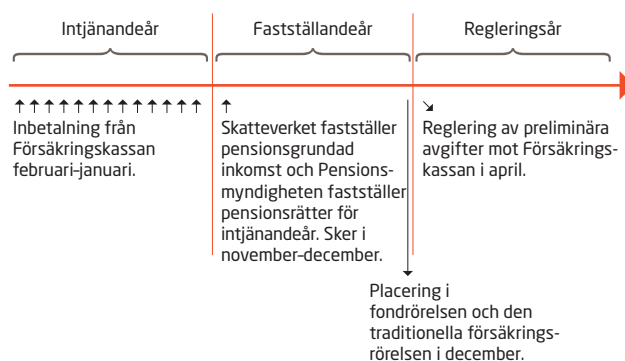 Intjänandeår
Fastställandeår
Regleringsår
Inbetalning från
Försäkringskassan
februari–januari.
Skatteverket fastställer
pensionsgrundad
inkomst och Pensions-
myndigheten fastställer
pensionsrätter för
intjänandeår. Sker i
november–december.
Reglering av preliminära
avgifter mot Försäkrings-
kassan i april.
Placering i
fondrörelsen och den
traditionella försäkrings-
rörelsen i december.